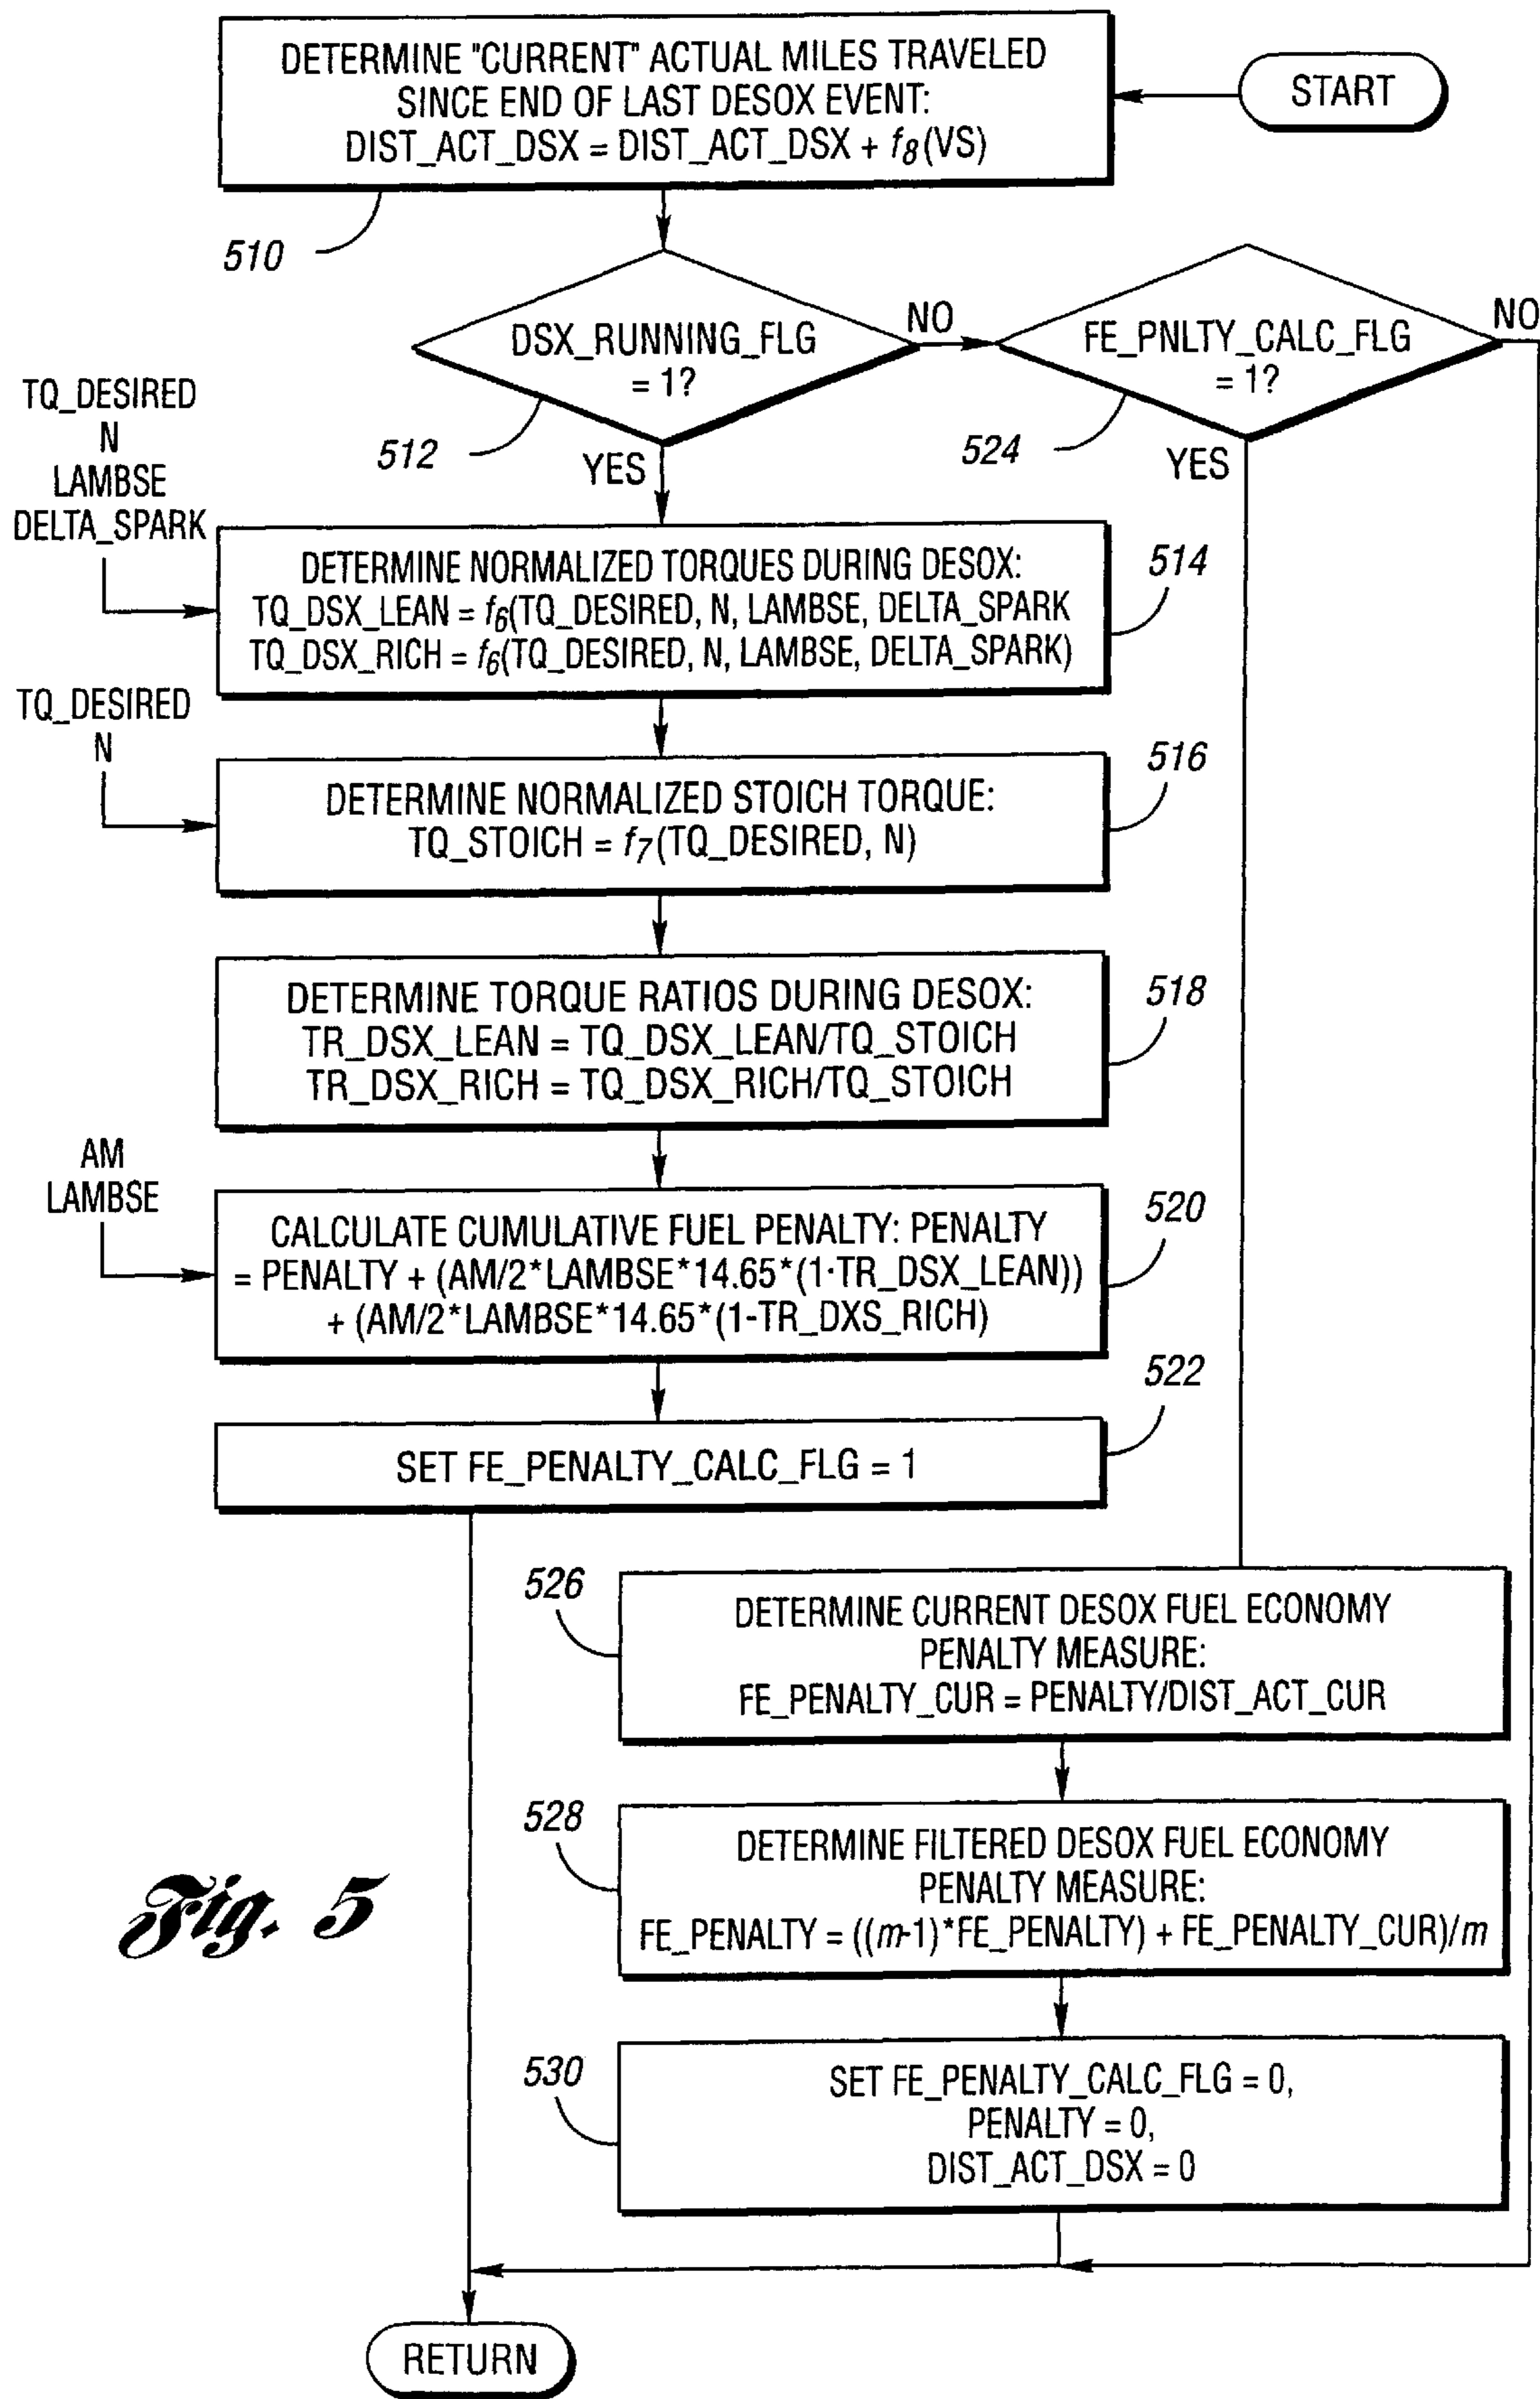 DETERMINE "CURRENT" ACTUAL MILES TRAVELED
SINCE END OF LAST DESOX EVENT:
DIST_ACT_DSX = DIST_ACT_DSX + f8(VS)
START
510
DSX_RUNNING_FLG
= 1?
NO
FE_PNLTY_CALC_FLG
= 1?
NO
512
YES
524
YES
TQ_DESIRED
N
LAMBSE
DELTA_SPARK
DETERMINE NORMALIZED TORQUES DURING DESOX:
TQ_DSX_LEAN = f6(TQ_DESIRED, N, LAMBSE, DELTA_SPARK
TQ_DSX_RICH = f6(TQ_DESIRED, N, LAMBSE, DELTA_SPARK)
514
TQ_DESIRED
N
DETERMINE NORMALIZED STOICH TORQUE:
TQ_STOICH = f7(TQ_DESIRED, N)
516
DETERMINE TORQUE RATIOS DURING DESOX:
TR_DSX_LEAN = TQ_DSX_LEAN/TQ_STOICH
TR_DSX_RICH = TQ_DSX_RICH/TQ_STOICH
518
AM
LAMBSE
CALCULATE CUMULATIVE FUEL PENALTY: PENALTY
= PENALTY + (AM/2*LAMBSE*14.65*(1-TR_DSX_LEAN))
+ (AM/2*LAMBSE*14.65*(1-TR_DXS_RICH)
520
SET FE_PENALTY_CALC_FLG = 1
522
526
DETERMINE CURRENT DESOX FUEL ECONOMY
PENALTY MEASURE:
FE_PENALTY_CUR = PENALTY/DIST_ACT_CUR
528
DETERMINE FILTERED DESOX FUEL ECONOMY
PENALTY MEASURE:
FE_PENALTY = ((m-1)*FE_PENALTY) + FE_PENALTY_CUR)/m
Fig. 5
530
SET FE_PENALTY_CALC_FLG = 0,
PENALTY = 0,
DIST_ACT_DSX = 0
RETURN